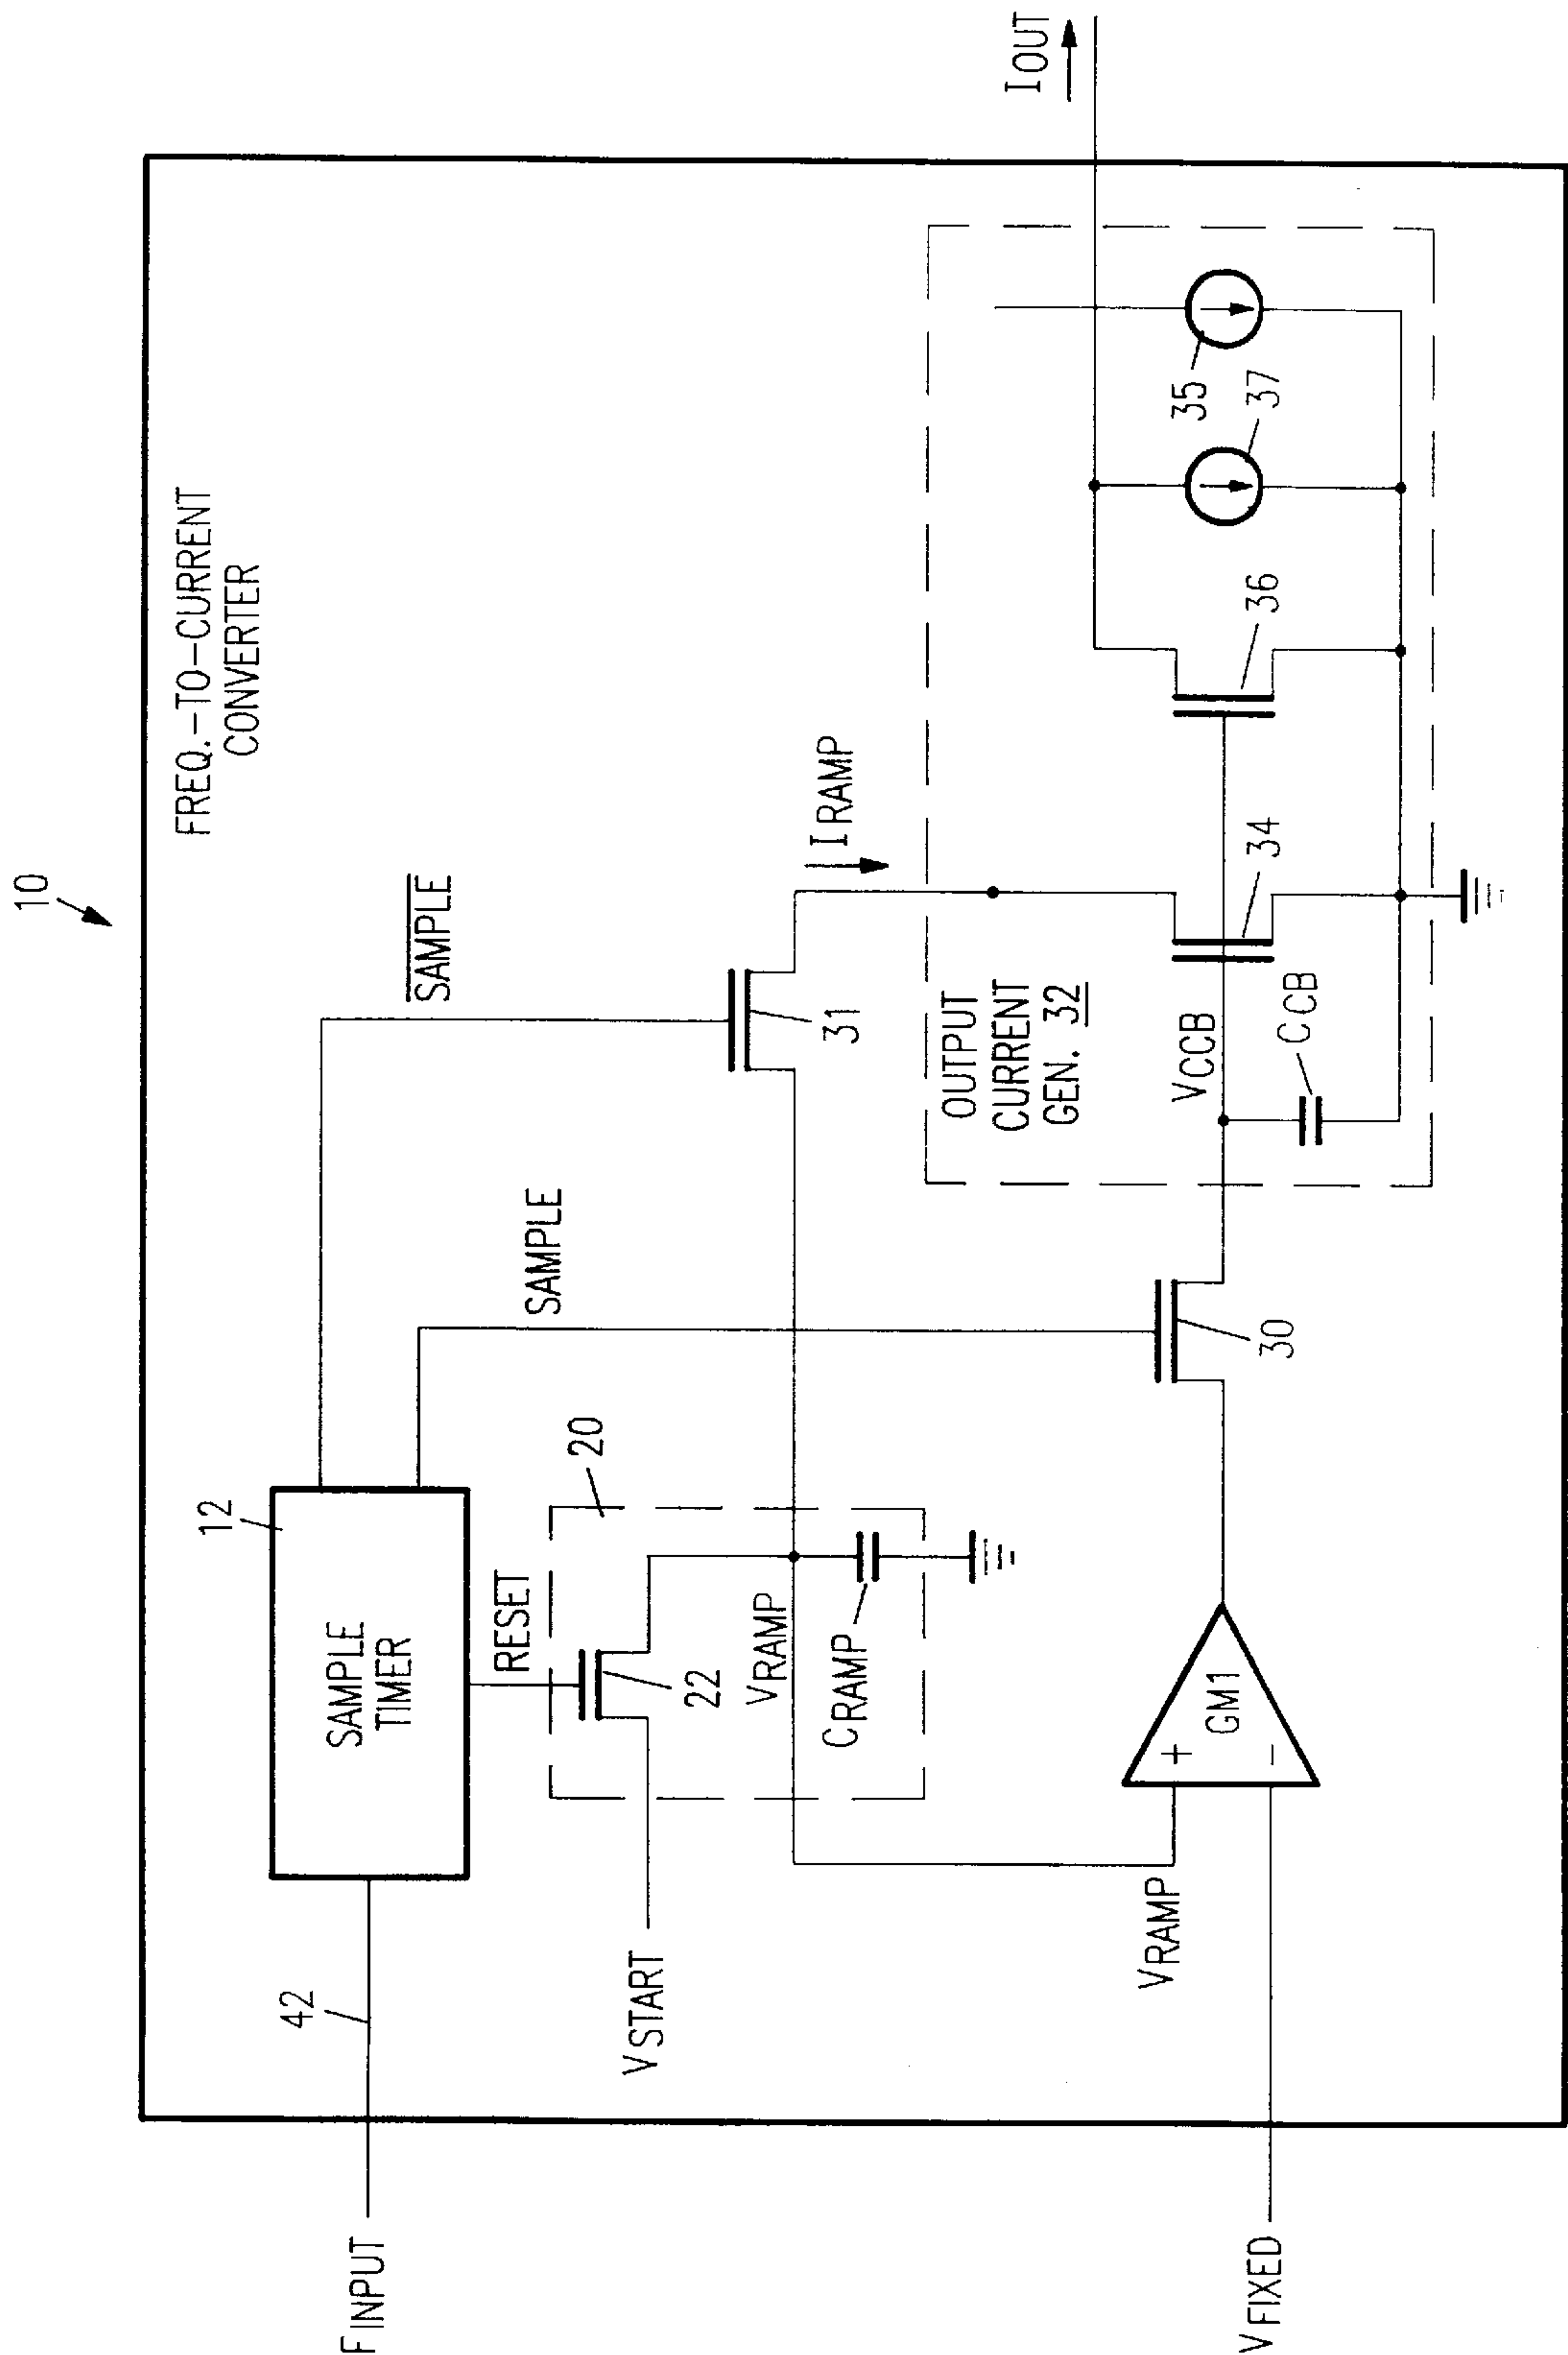 10
FREQ.-TO-CURRENT
CONVERTER
FINPUT
42
12
SAMPLE
TIMER
SAMPLE
SAMPLE
RESET
20
22
VSTART
VRAMP
CRAMP
31
IRAMP
IOUT
OUTPUT
CURRENT
GEN. 32
VCCB
CCB
34
36
37
35
VRAMP
+
GM1
-
30
VFIXED